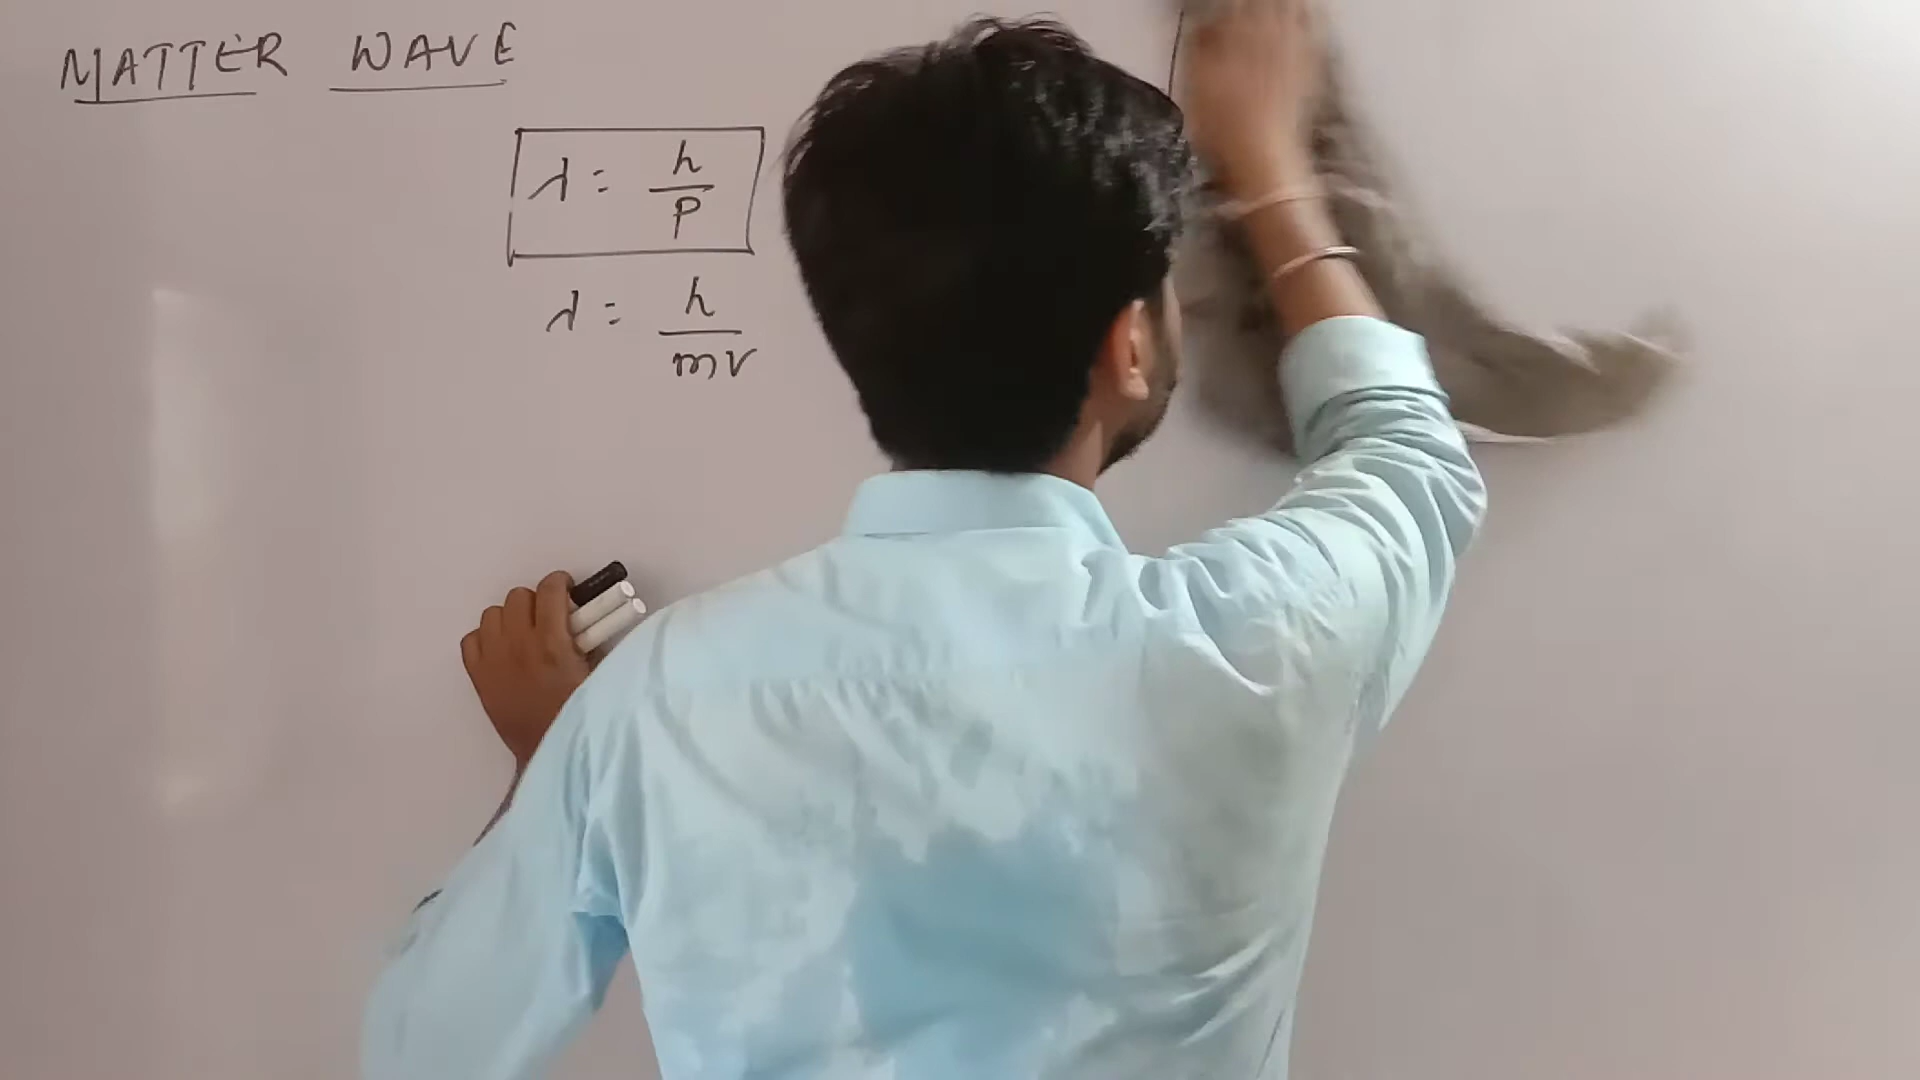 MATTER WAVE
λ = h/P
λ = h/mv